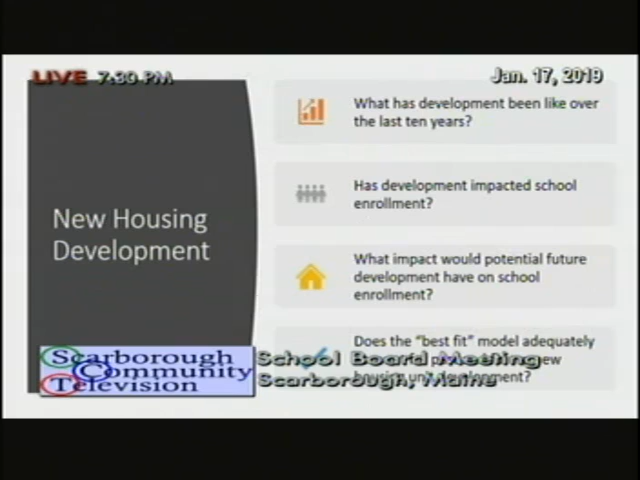 LIVE 7:30 PM
Jan. 17, 2019
New Housing
Development
What has development been like over
the last ten years?
Has development impacted school
enrollment?
What impact would potential future
development have on school
enrollment?
Does the "best fit" model adequately
new
development?
Scarborough
Community
Television
School Board Meeting
Scarborough, Maine